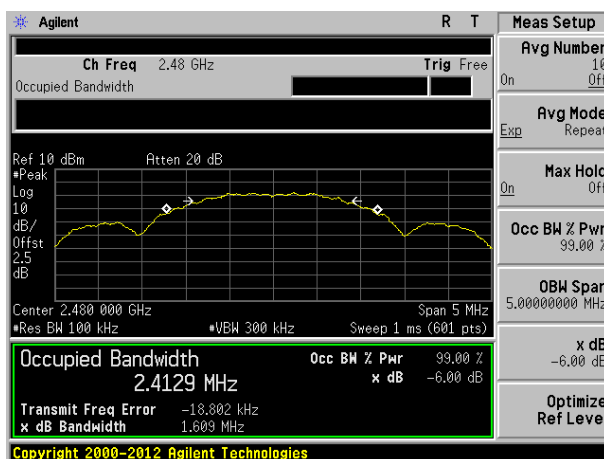 Agilent R T
Meas Setup
Avg Number
10
On Off
Ch Freq 2.48 GHz Trig Free
Occupied Bandwidth
Avg Mode
Exp Repeat
Ref 10 dBm Atten 20 dB
#Peak
Log
10
dB/
Offst
2.5
dB
Max Hold
On Off
Occ BW % Pwr
99.00 %
OBW Span
5.00000000 MHz
Center 2.480 000 GHz Span 5 MHz
#Res BW 100 kHz #VBW 300 kHz Sweep 1 ms (601 pts)
x dB
-6.00 dB
Occupied Bandwidth Occ BW % Pwr 99.00 %
2.4129 MHz x dB -6.00 dB
Transmit Freq Error -18.802 kHz
x dB Bandwidth 1.609 MHz
Optimize
Ref Level
Copyright 2000-2012 Agilent Technologies